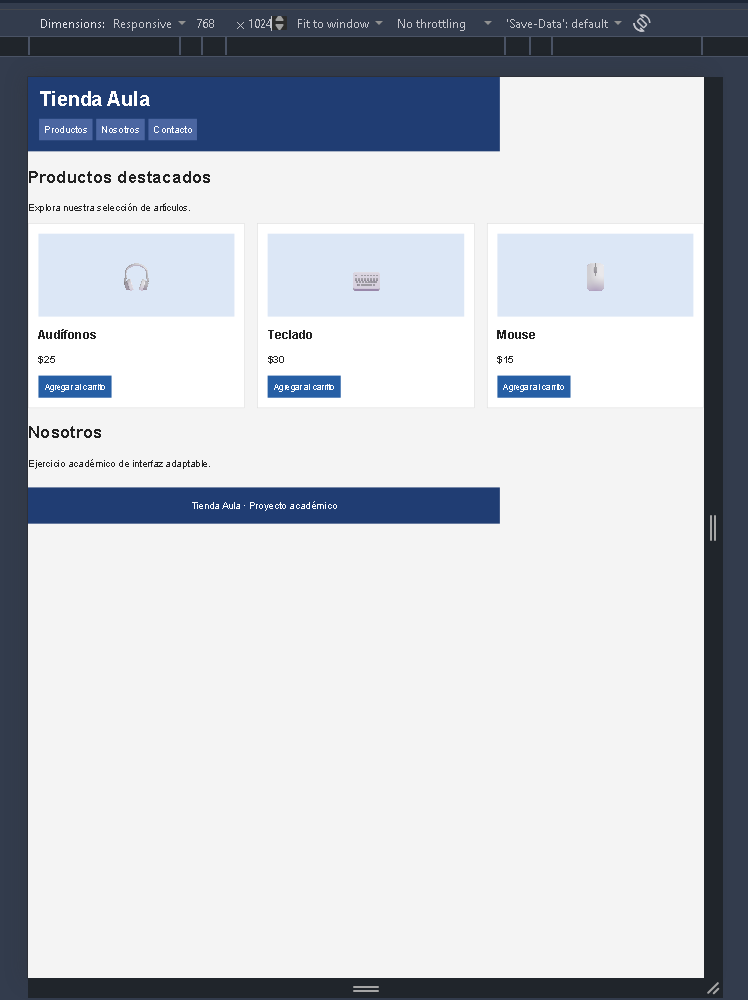 Dimensions: Responsive 768 × 1024 Fit to window No throttling 'Save-Data': default
Tienda Aula
Productos Nosotros Contacto
Productos destacados
Explora nuestra selección de artículos.
Audífonos Teclado Mouse
$25 $30 $15
Agregar al carrito Agregar al carrito Agregar al carrito
Nosotros
Ejercicio académico de interfaz adaptable.
Tienda Aula · Proyecto académico